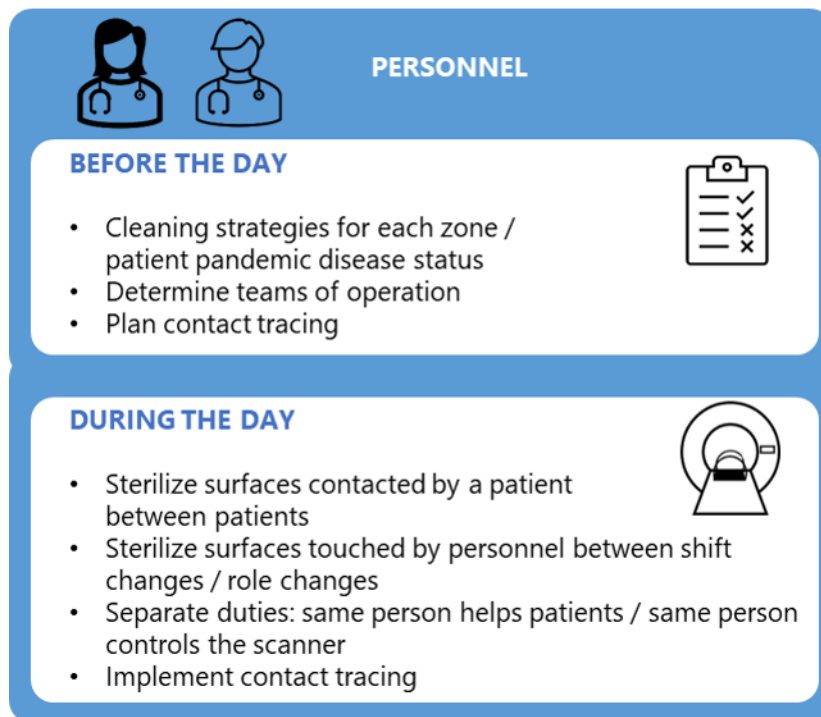 PERSONNEL
BEFORE THE DAY
• Cleaning strategies for each zone /
patient pandemic disease status
• Determine teams of operation
• Plan contact tracing
DURING THE DAY
• Sterilize surfaces contacted by a patient
between patients
• Sterilize surfaces touched by personnel between shift
changes / role changes
• Separate duties: same person helps patients / same person
controls the scanner
• Implement contact tracing